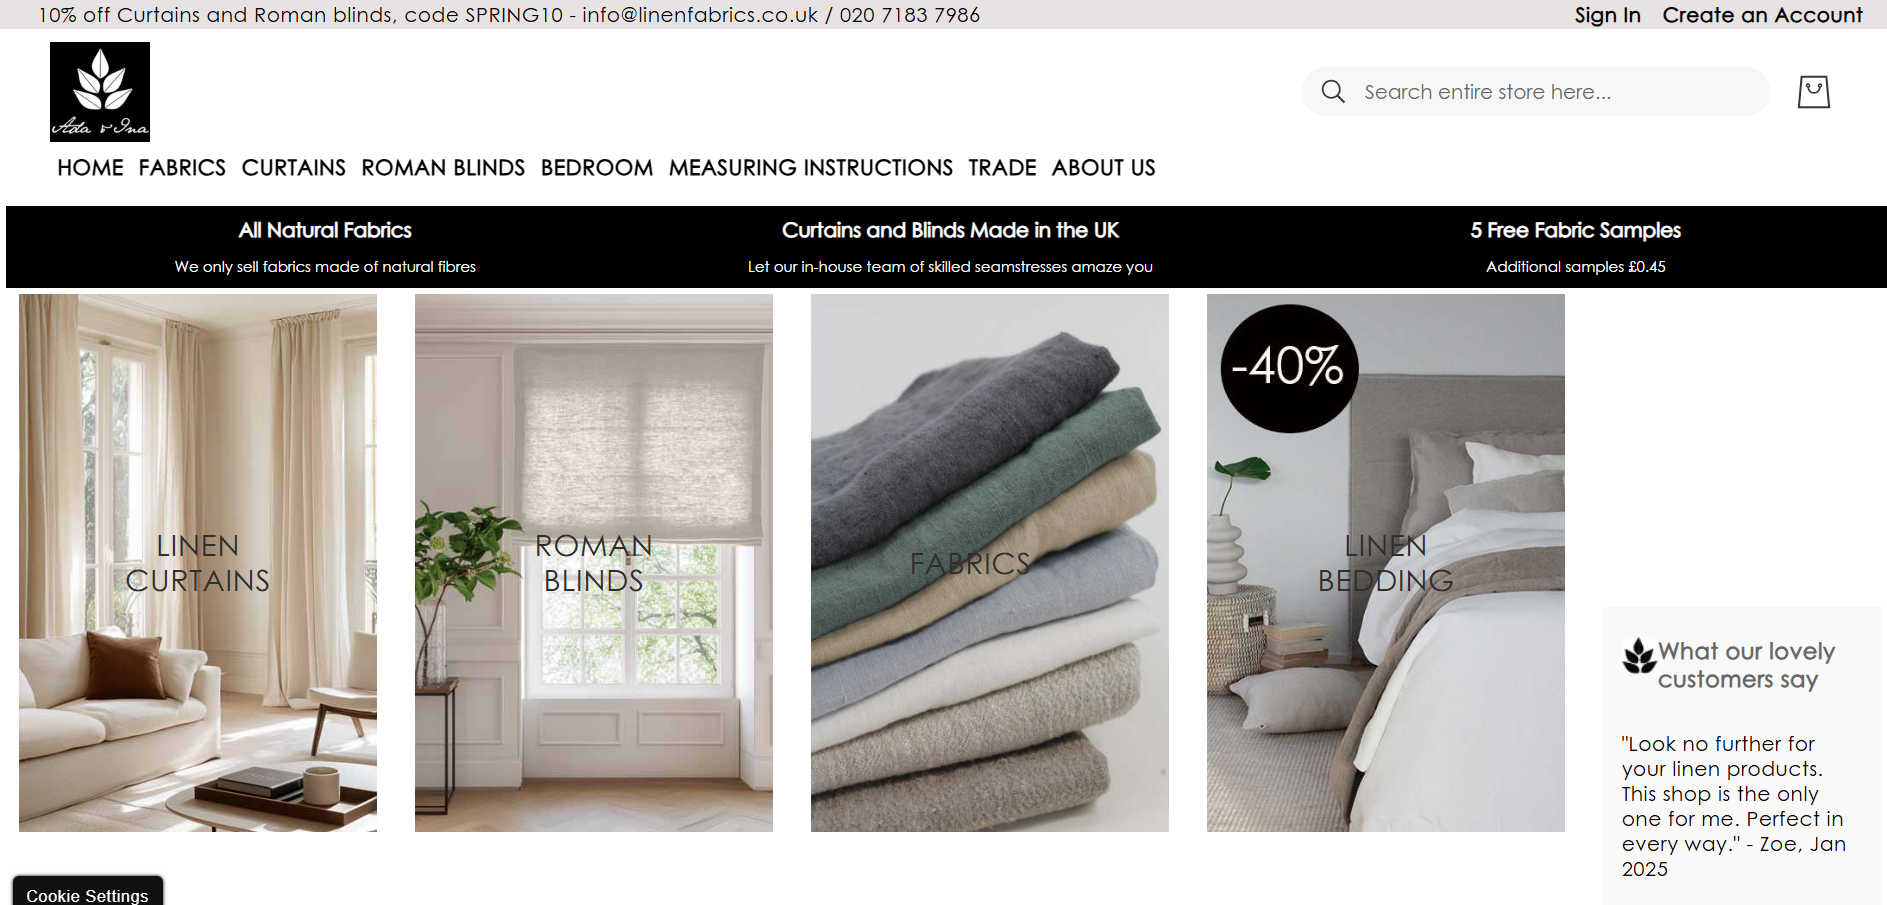 10% off Curtains and Roman blinds, code SPRING10 - info@linenfabrics.co.uk / 020 7183 7986
Sign In Create an Account
Ada & Ina
Search entire store here...
HOME FABRICS CURTAINS ROMAN BLINDS BEDROOM MEASURING INSTRUCTIONS TRADE ABOUT US
All Natural Fabrics
We only sell fabrics made of natural fibres
Curtains and Blinds Made in the UK
Let our in-house team of skilled seamstresses amaze you
5 Free Fabric Samples
Additional samples £0.45
LINEN
CURTAINS
ROMAN
BLINDS
FABRICS
-40%
LINEN
BEDDING
What our lovely
customers say
"Look no further for
your linen products.
This shop is the only
one for me. Perfect in
every way." - Zoe, Jan
2025
Cookie Settings